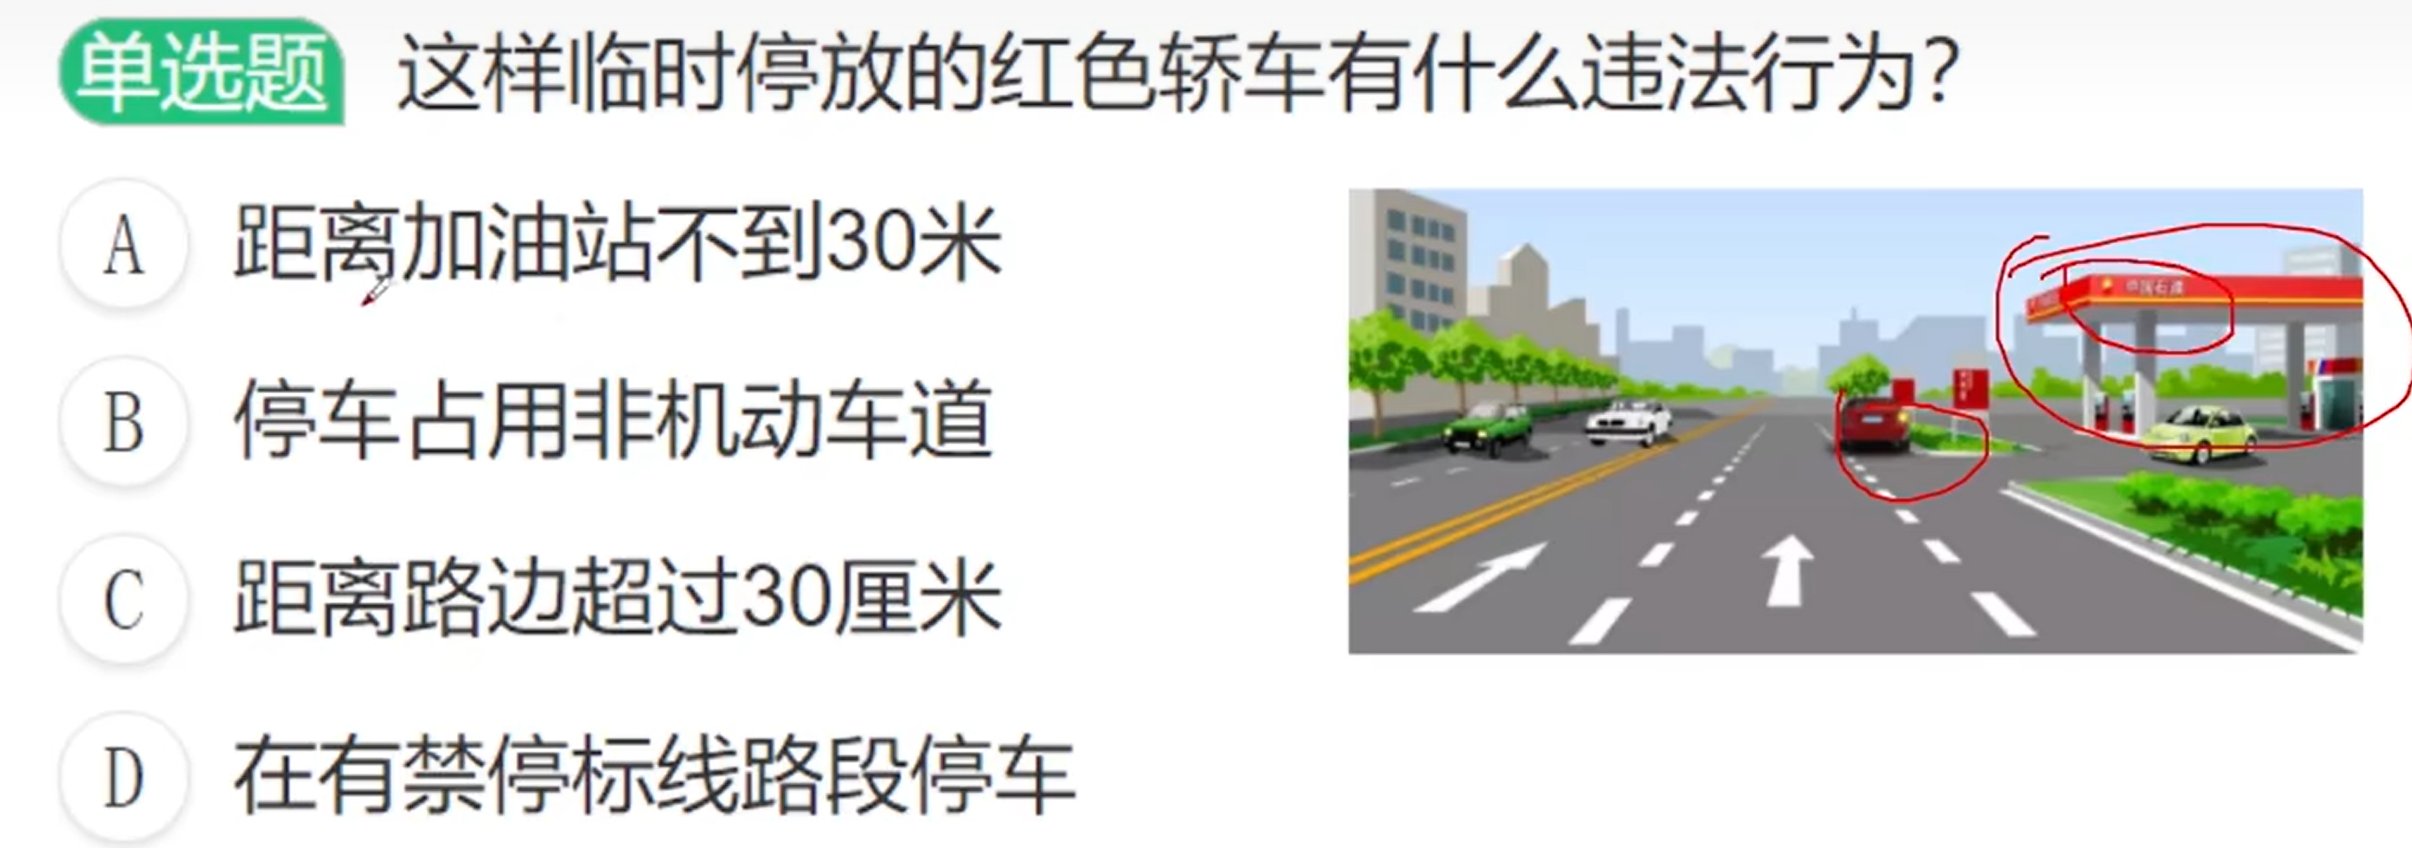 单选题 这样临时停放的红色轿车有什么违法行为?
A 距离加油站不到30米
B 停车占用非机动车道
C 距离路边超过30厘米
D 在有禁停标线路段停车
中国石油